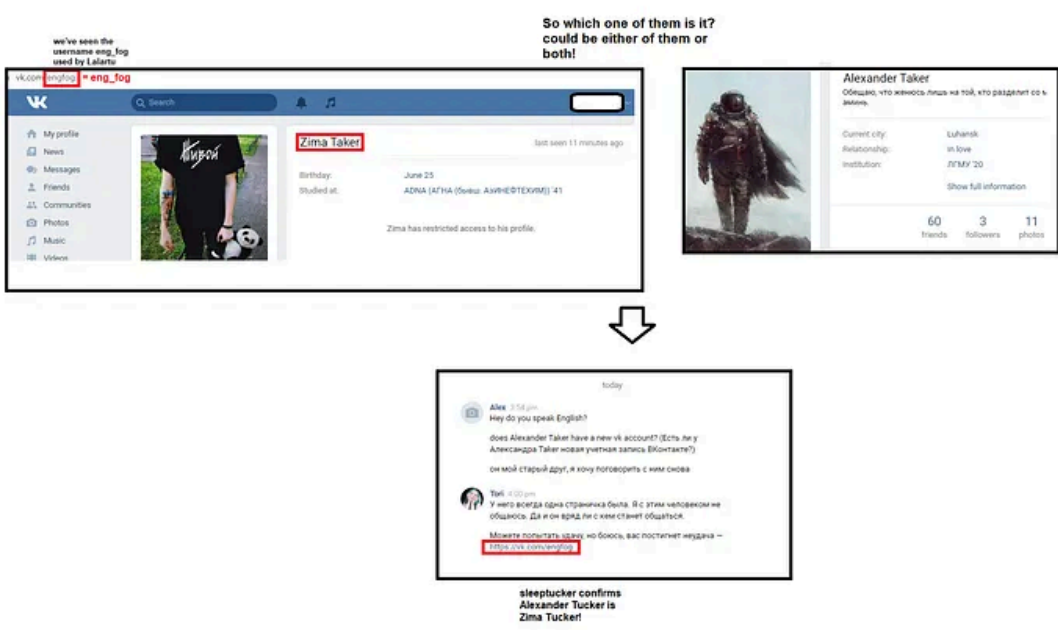 So which one of them is it?
could be either of them or
both!
we've seen the
username eng_fog
used by Lalartu
vk.com/engfog = eng_fog
Search
My profile
News
Messages
Friends
Communities
Photos
Music
Videos
Живой
Zima Taker
last seen 11 minutes ago
Birthday: June 25
Studied at: ADNA (АГНА (бывш. АзИНЕФТЕХИМ)) '41
Zima has restricted access to his profile.
Alexander Taker
Обещаю, что женюсь лишь на той, кто разделит со
Current city: Luhansk
Relationship: In love
Institution: ЛГМУ '20
Show full information
60 3 11
friends followers photos
today
Alex 3:54 pm
Hey do you speak English?
does Alexander Taker have a new vk account? (Есть ли у
Александра Taker новая учетная запись ВКонтакте?)
он мой старый друг, я хочу поговорить с ним снова
Tori 4:00 pm
У него всегда одна страничка была. Я с этим человеком не
общаюсь. Да и он вряд ли с кем станет общаться.
Можете попытать удачу, но боюсь, вас постигнет неудача —
https://vk.com/engfog
sleeptucker confirms
Alexander Tucker is
Zima Tucker!